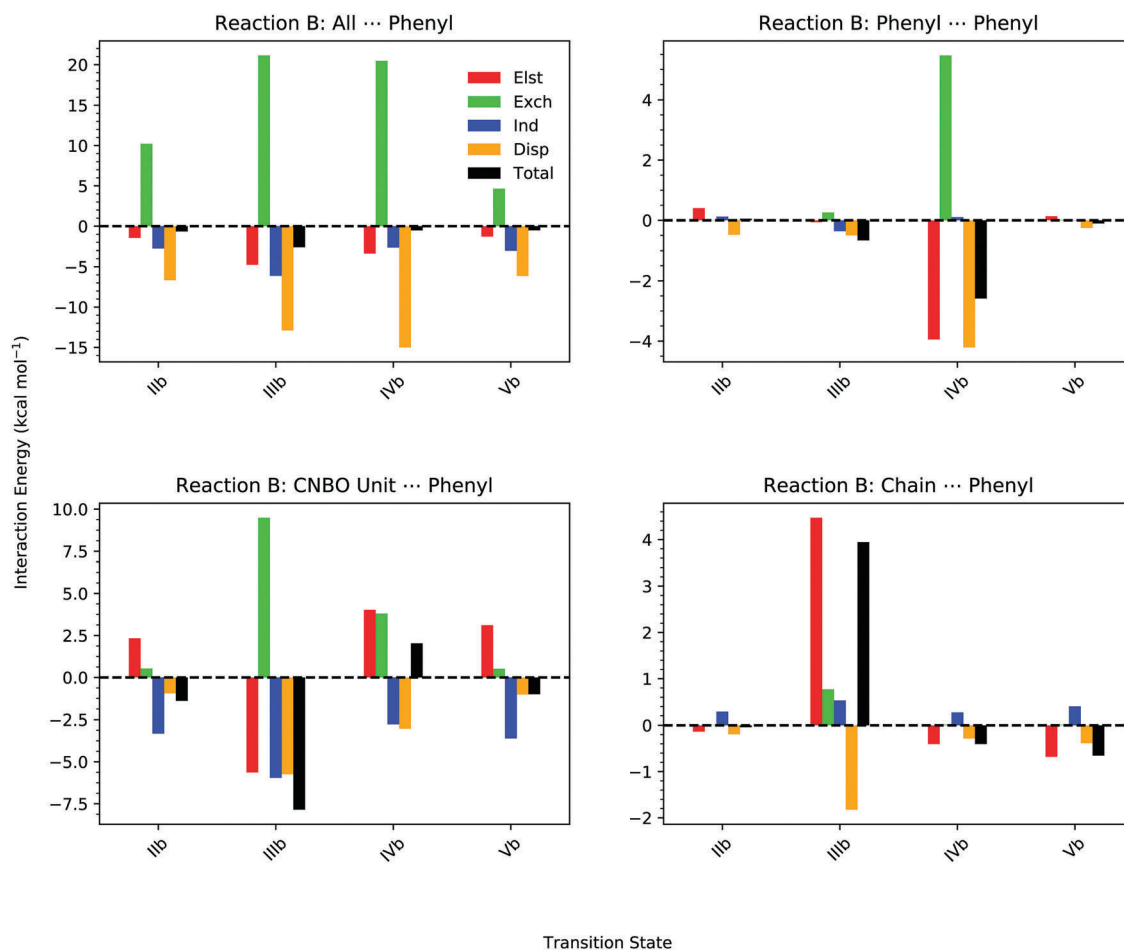 Reaction B: All ··· Phenyl
20
15
10
5
0
−5
−10
−15
Elst
Exch
Ind
Disp
Total
IIb
IIIb
IVb
Vb
Reaction B: Phenyl ··· Phenyl
4
2
0
−2
−4
IIb
IIIb
IVb
Vb
Interaction Energy (kcal mol⁻¹)
Reaction B: CNBO Unit ··· Phenyl
10.0
7.5
5.0
2.5
0.0
−2.5
−5.0
−7.5
IIb
IIIb
IVb
Vb
Reaction B: Chain ··· Phenyl
4
3
2
1
0
−1
−2
IIb
IIIb
IVb
Vb
Transition State